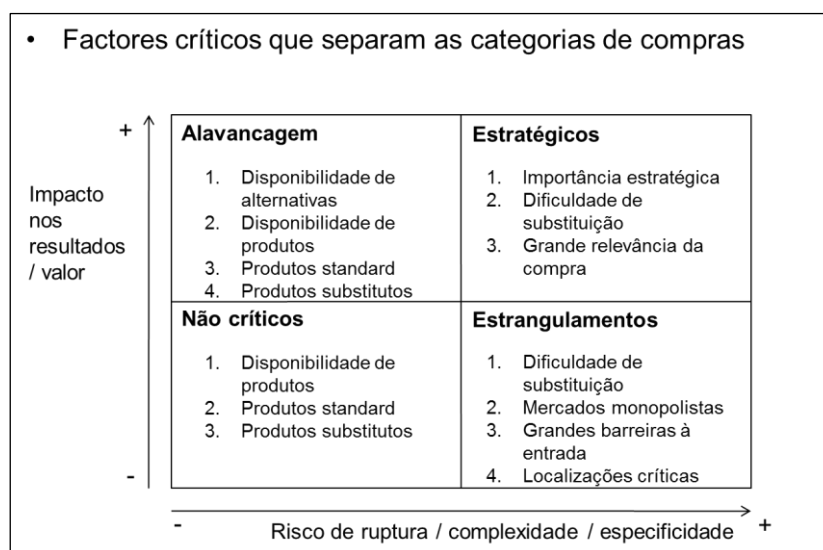 • Factores críticos que separam as categorias de compras
+
Impacto
nos
resultados
/ valor
-
Alavancagem
1. Disponibilidade de
alternativas
2. Disponibilidade de
produtos
3. Produtos standard
4. Produtos substitutos
Estratégicos
1. Importância estratégica
2. Dificuldade de
substituição
3. Grande relevância da
compra
Não críticos
1. Disponibilidade de
produtos
2. Produtos standard
3. Produtos substitutos
Estrangulamentos
1. Dificuldade de
substituição
2. Mercados monopolistas
3. Grandes barreiras à
entrada
4. Localizações críticas
- Risco de ruptura / complexidade / especificidade +